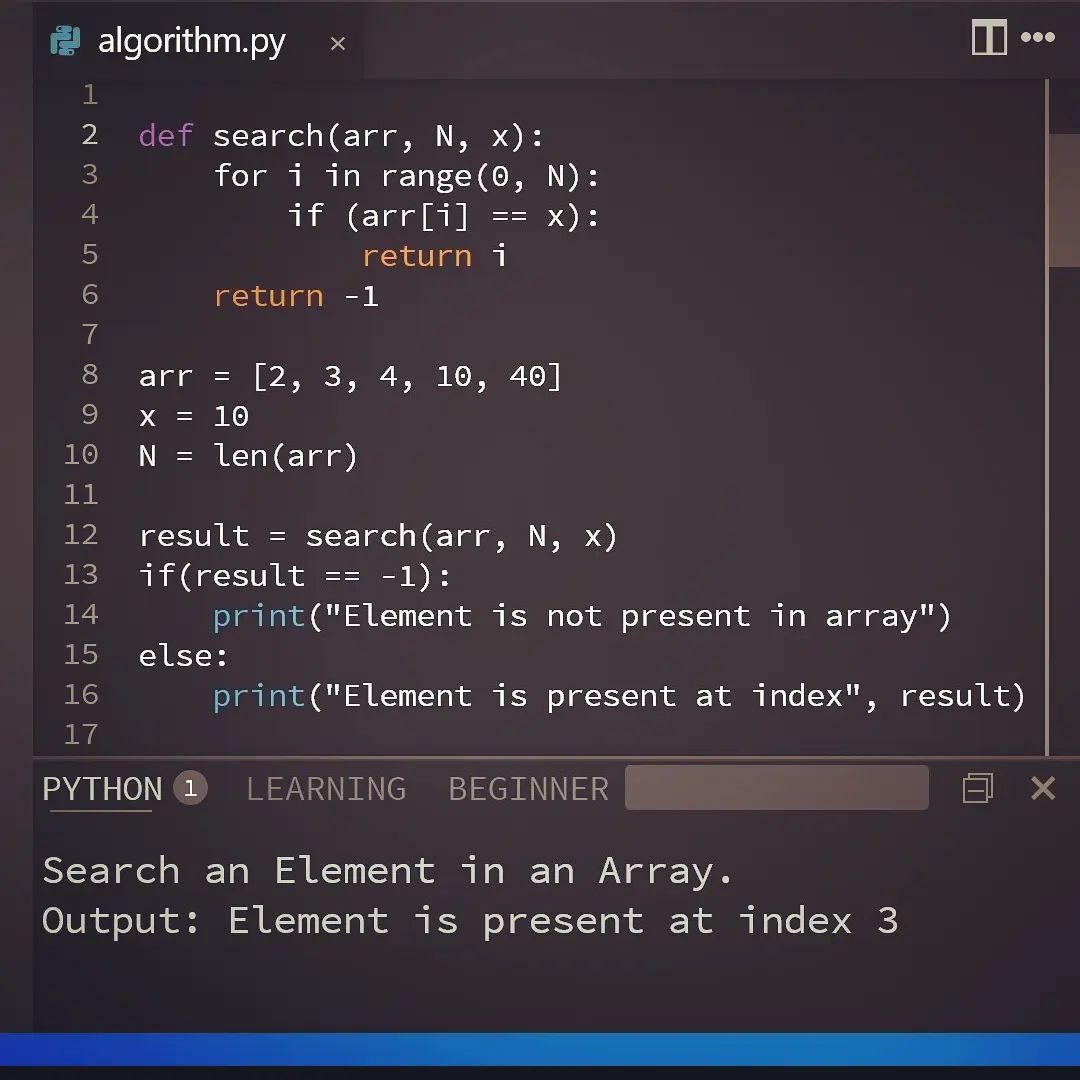 algorithm.py ×
1
2 def search(arr, N, x):
3     for i in range(0, N):
4         if (arr[i] == x):
5             return i
6     return -1
7
8 arr = [2, 3, 4, 10, 40]
9 x = 10
10 N = len(arr)
11
12 result = search(arr, N, x)
13 if(result == -1):
14     print("Element is not present in array")
15 else:
16     print("Element is present at index", result)
17
PYTHON 1 LEARNING BEGINNER
Search an Element in an Array.
Output: Element is present at index 3